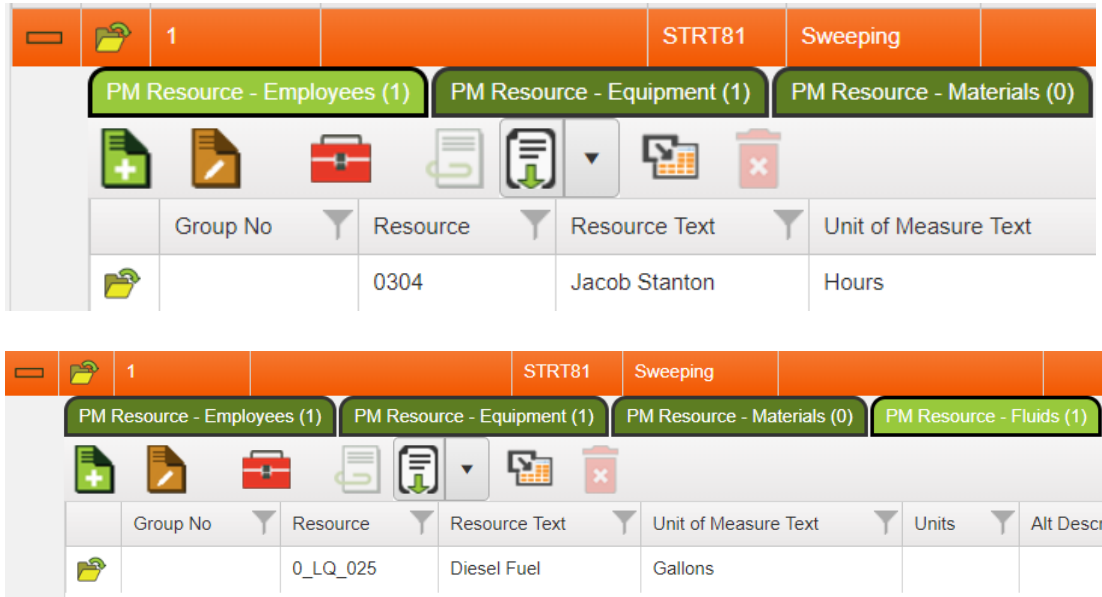 1 STRT81 Sweeping
PM Resource - Employees (1) PM Resource - Equipment (1) PM Resource - Materials (0)
Group No Resource Resource Text Unit of Measure Text
0304 Jacob Stanton Hours
1 STRT81 Sweeping
PM Resource - Employees (1) PM Resource - Equipment (1) PM Resource - Materials (0) PM Resource - Fluids (1)
Group No Resource Resource Text Unit of Measure Text Units Alt Descr
0_LQ_025 Diesel Fuel Gallons